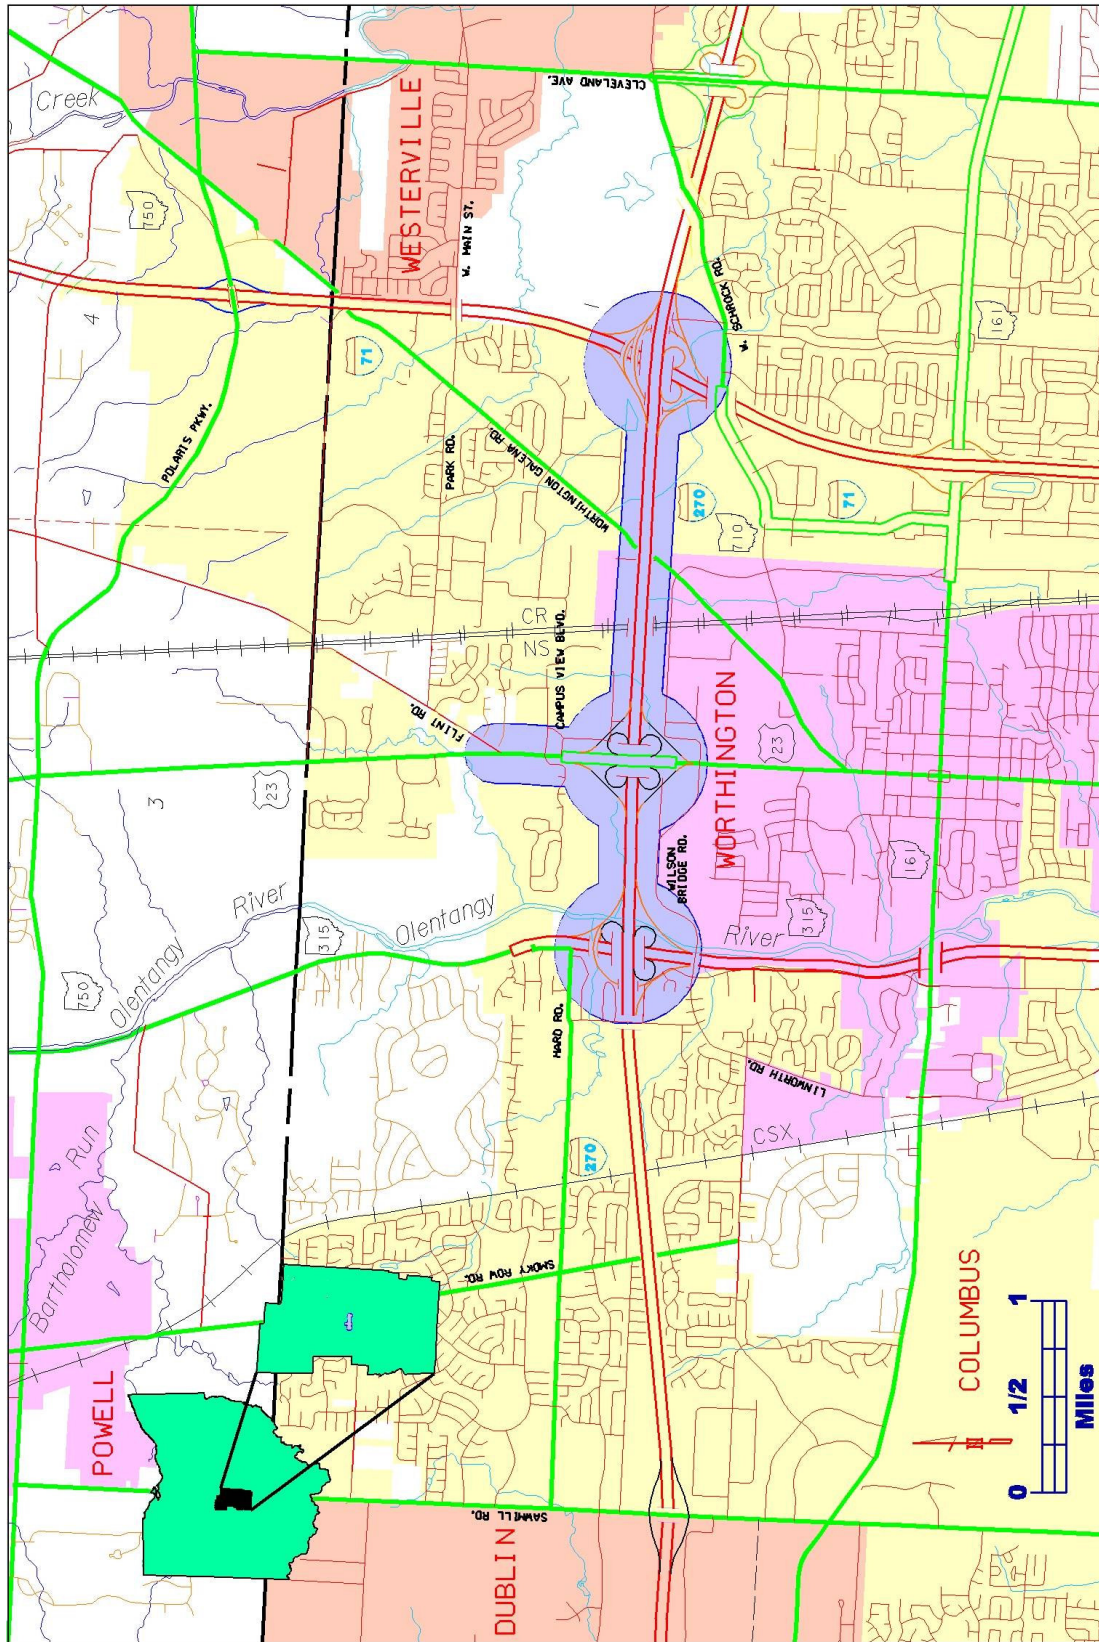 Creek
750
4
POLARIS PKWY.
WESTERVILLE
CLEVELAND AVE.
W. MAIN ST.
71
PARK RD.
WORTHINGTON GALENA RD.
W. SCHROCK RD.
161
270
710
71
CR
NS
CAMPUS VIEW BLVD.
FLINT RD.
23
3
WORTHINGTON
23
161
WILSON
BRIDGE RD.
River
Olentangy
315
Olentangy
750
River
315
HARD RD.
LINWORTH RD.
CSX
270
Bartholomew Run
SMOKY ROW RD.
POWELL
SAWMILL RD.
DUBLIN
COLUMBUS
N
0 1/2 1
Miles